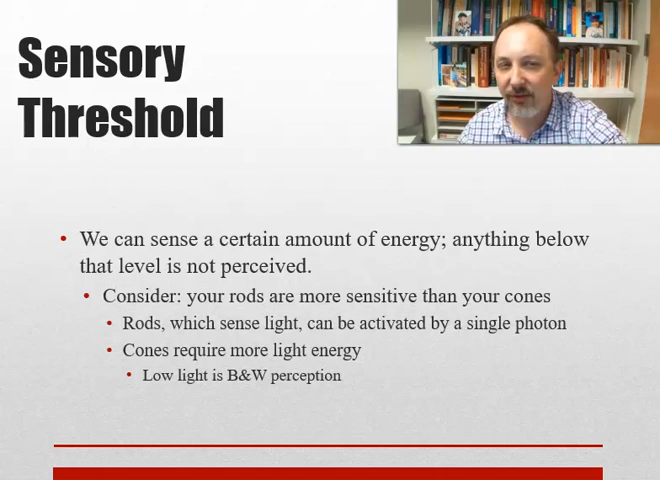 Sensory
Threshold
• We can sense a certain amount of energy; anything below
that level is not perceived.
• Consider: your rods are more sensitive than your cones
• Rods, which sense light, can be activated by a single photon
• Cones require more light energy
• Low light is B&W perception